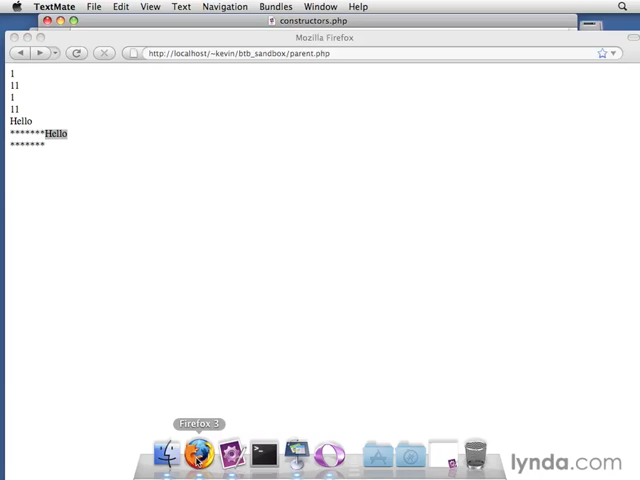 TextMate File Edit View Text Navigation Bundles Window Help
constructors.php
Mozilla Firefox
http://localhost/~kevin/btb_sandbox/parent.php
1
11
1
11
Hello
*******Hello
*******
Firefox 3
lynda.com